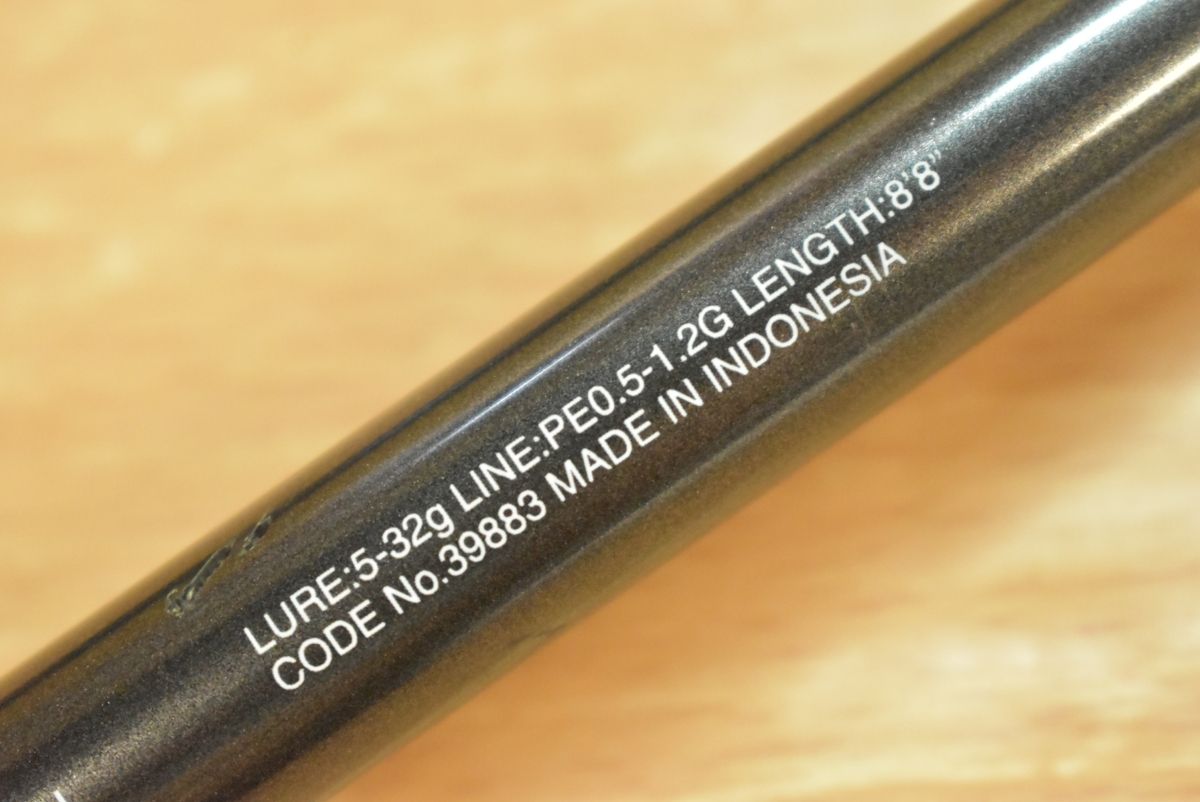 LURE:5-32g LINE:PE0.5-1.2G LENGTH:8'8"
CODE No.39883 MADE IN INDONESIA